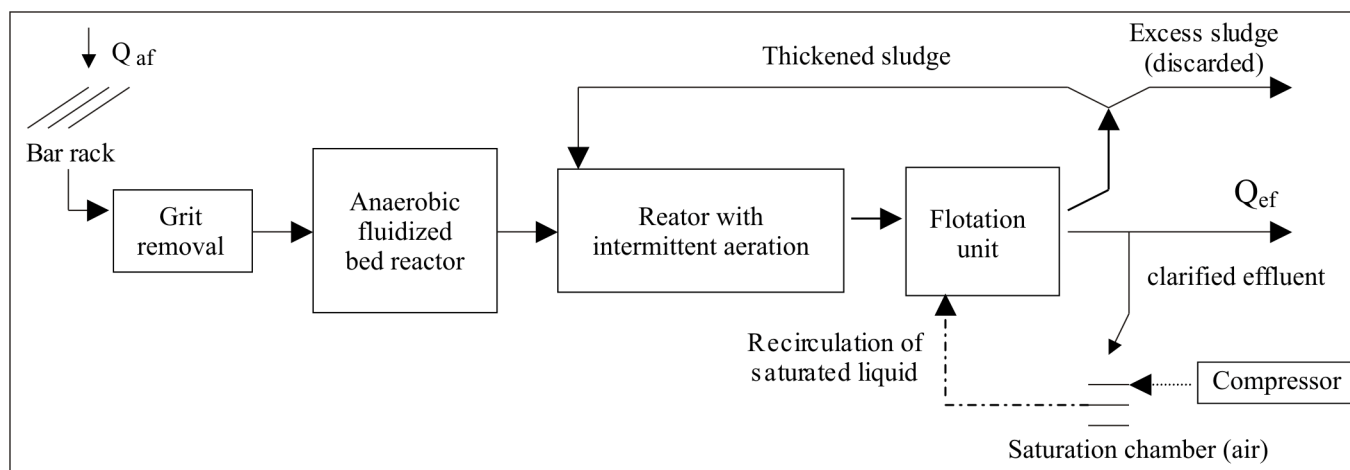 Q af
Bar rack
Grit
removal
Anaerobic
fluidized
bed reactor
Thickened sludge
Reator with
intermittent aeration
Flotation
unit
Excess sludge
(discarded)
Qef
clarified effluent
Recirculation of
saturated liquid
Compressor
Saturation chamber (air)